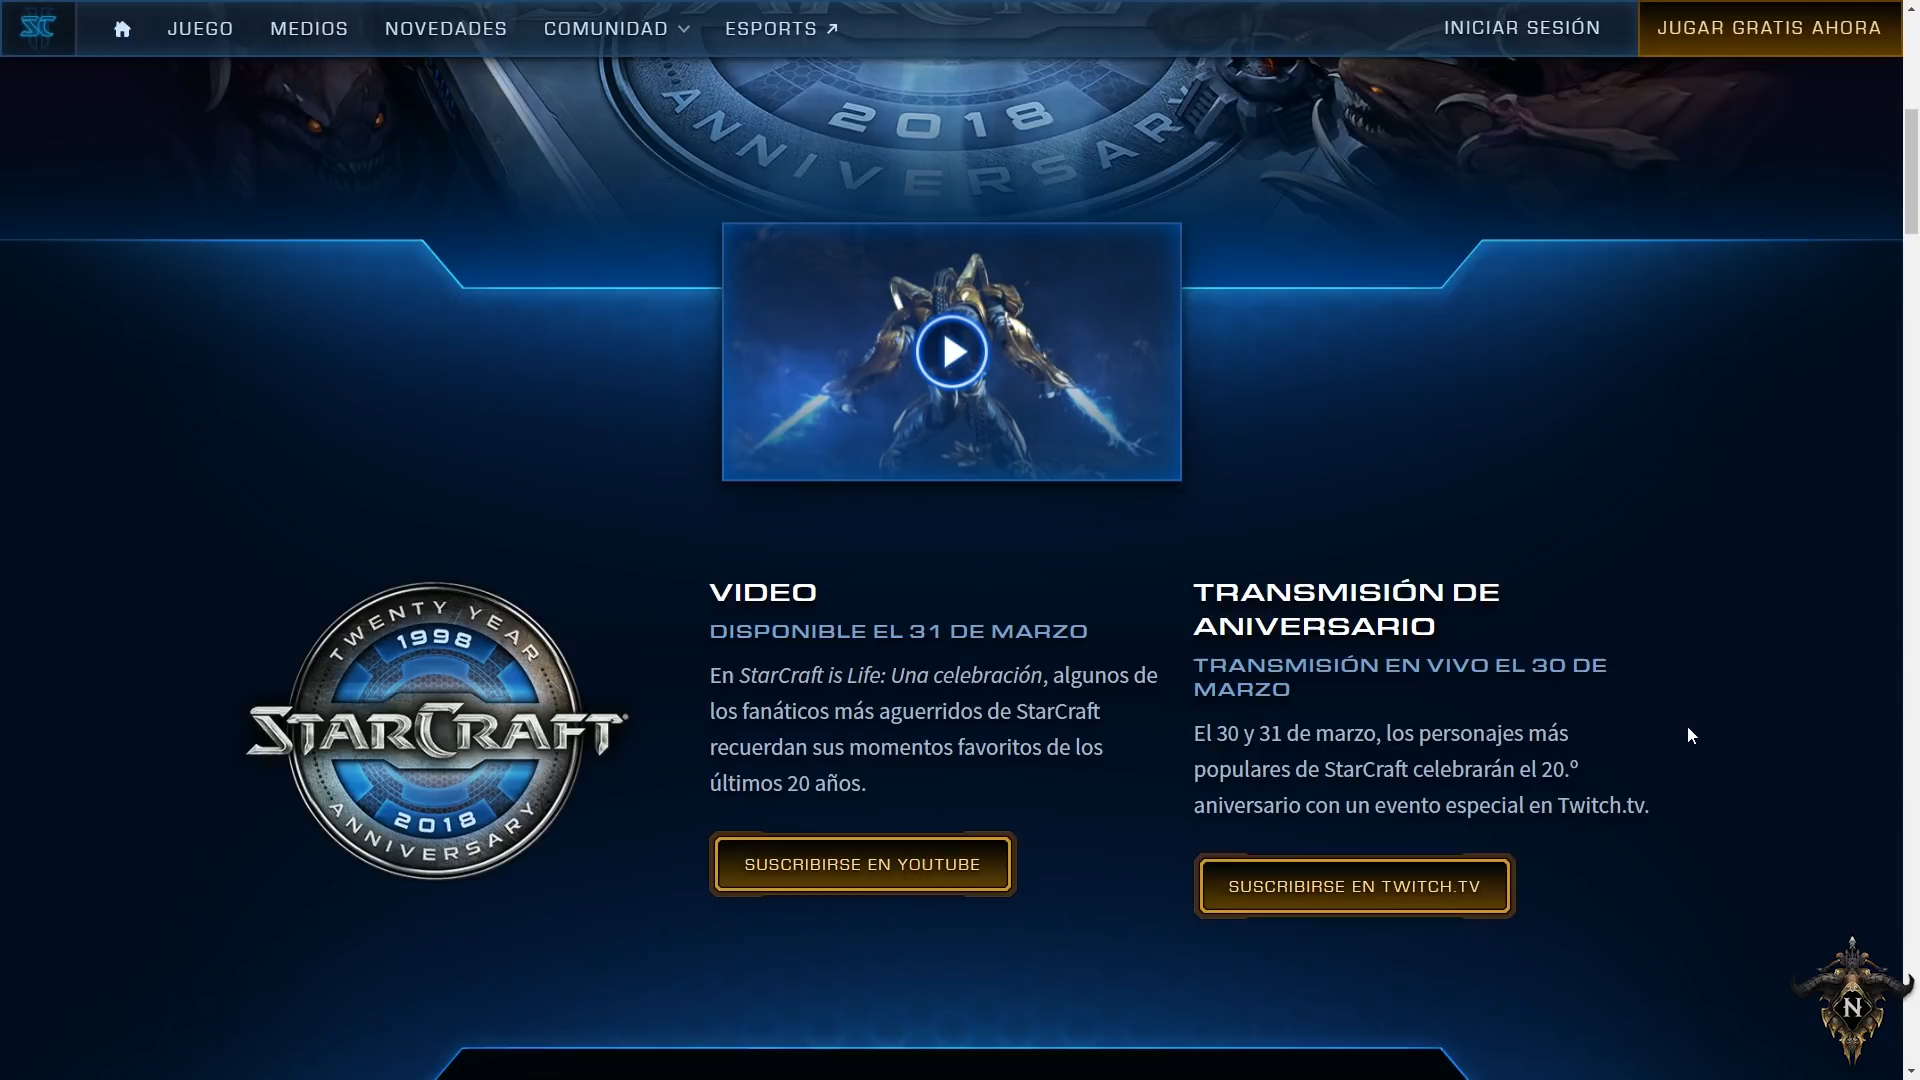 JUEGO
MEDIOS
NOVEDADES
COMUNIDAD
ESPORTS
INICIAR SESIÓN
JUGAR GRATIS AHORA
2018
ANNIVERSARY
TWENTY YEAR
1998
STARCRAFT
2018
ANNIVERSARY
VIDEO
DISPONIBLE EL 31 DE MARZO
En StarCraft is Life: Una celebración, algunos de
los fanáticos más aguerridos de StarCraft
recuerdan sus momentos favoritos de los
últimos 20 años.
SUSCRIBIRSE EN YOUTUBE
TRANSMISIÓN DE
ANIVERSARIO
TRANSMISIÓN EN VIVO EL 30 DE
MARZO
El 30 y 31 de marzo, los personajes más
populares de StarCraft celebrarán el 20.º
aniversario con un evento especial en Twitch.tv.
SUSCRIBIRSE EN TWITCH.TV
N